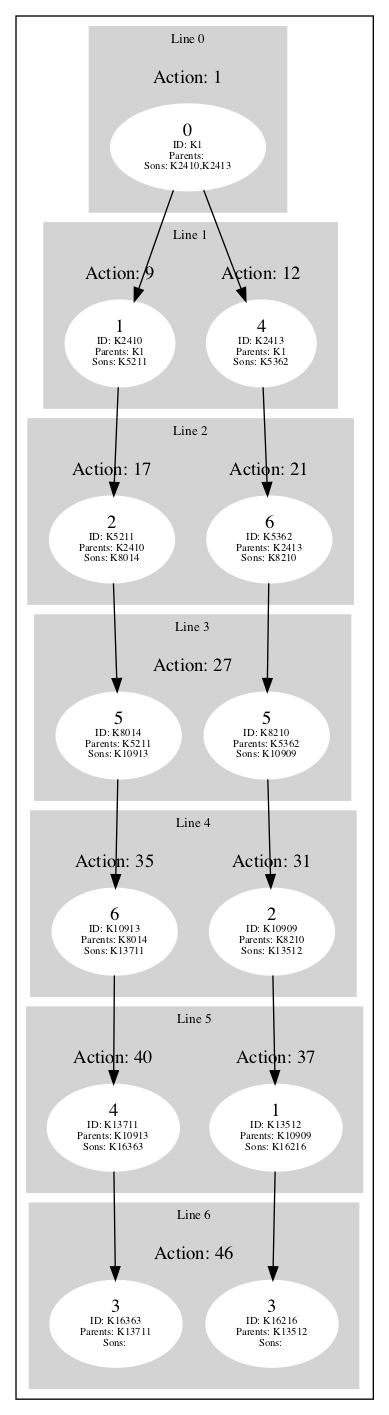 Line 0
Action: 1
0
ID: K1
Parents:
Sons: K2410,K2413
Line 1
Action: 9 Action: 12
1
ID: K2410
Parents: K1
Sons: K5211
4
ID: K2413
Parents: K1
Sons: K5362
Line 2
Action: 17 Action: 21
2
ID: K5211
Parents: K2410
Sons: K8014
6
ID: K5362
Parents: K2413
Sons: K8210
Line 3
Action: 27
5
ID: K8014
Parents: K5211
Sons: K10913
5
ID: K8210
Parents: K5362
Sons: K10909
Line 4
Action: 35 Action: 31
6
ID: K10913
Parents: K8014
Sons: K13711
2
ID: K10909
Parents: K8210
Sons: K13512
Line 5
Action: 40 Action: 37
4
ID: K13711
Parents: K10913
Sons: K16363
1
ID: K13512
Parents: K10909
Sons: K16216
Line 6
Action: 46
3
ID: K16363
Parents: K13711
Sons:
3
ID: K16216
Parents: K13512
Sons: